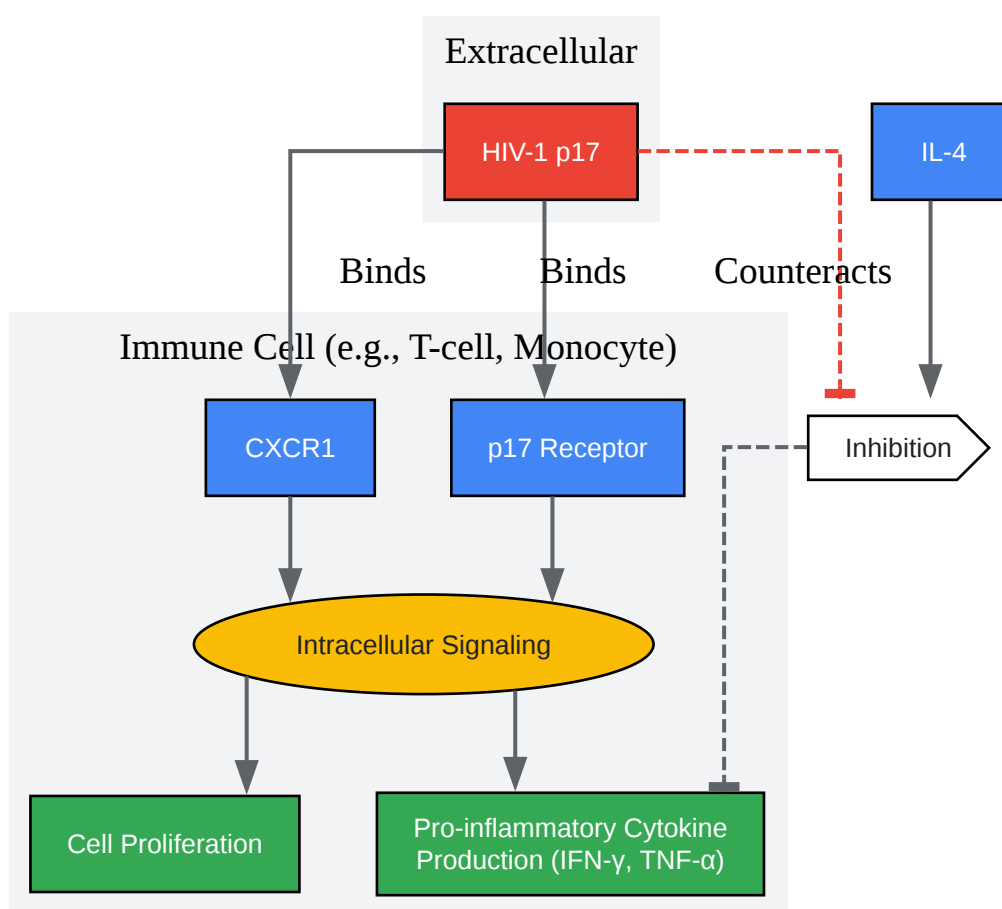 Extracellular
HIV-1 p17
IL-4
Binds
Binds
Counteracts
Immune Cell (e.g., T-cell, Monocyte)
CXCR1
p17 Receptor
Inhibition
Intracellular Signaling
Cell Proliferation
Pro-inflammatory Cytokine
Production (IFN-γ, TNF-α)